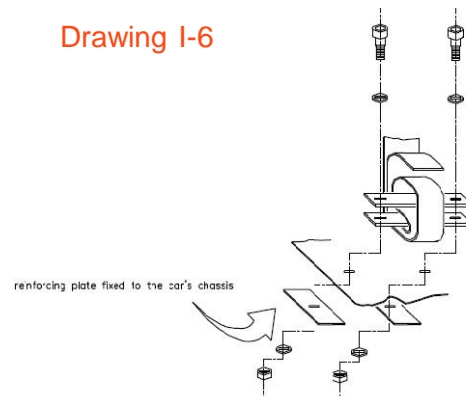 Drawing I-6
renforcing plate fixed to the car's chassis